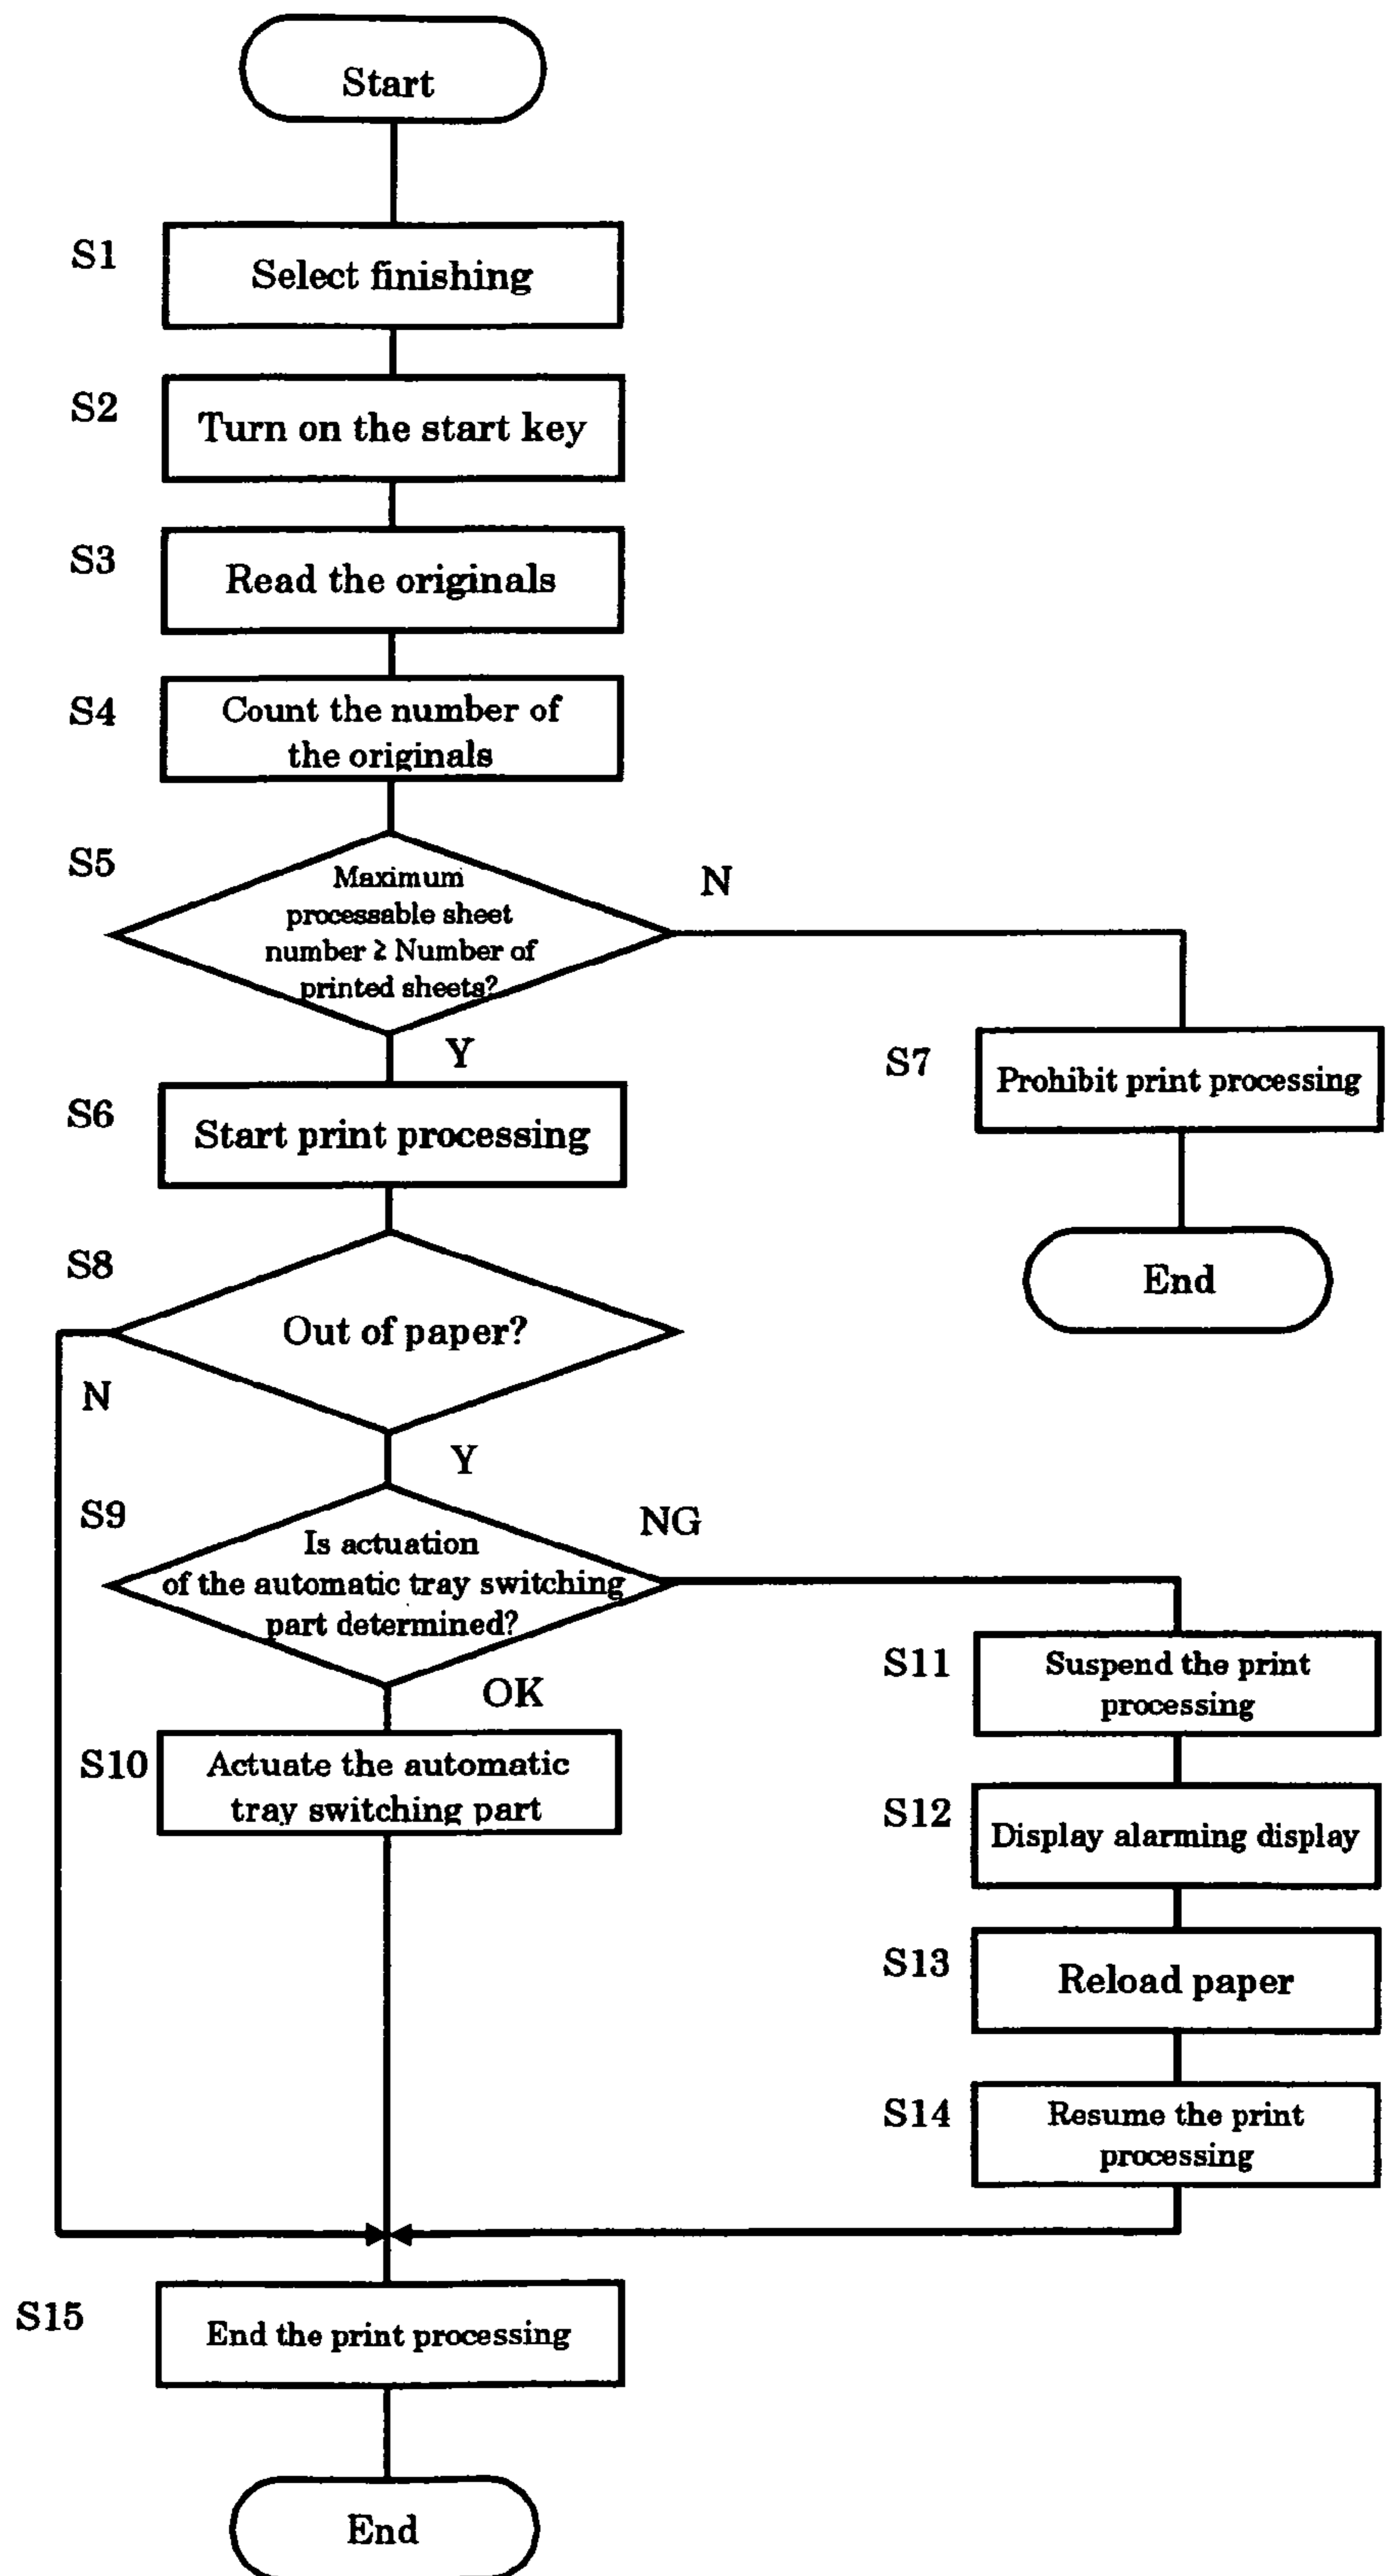 Start
S1
Select finishing
S2
Turn on the start key
S3
Read the originals
S4
Count the number of
the originals
S5
Maximum
processable sheet
number ≥ Number of
printed sheets?
N
Y
S6
Start print processing
S7
Prohibit print processing
End
S8
Out of paper?
N
Y
S9
Is actuation
of the automatic tray switching
part determined?
NG
OK
S10
Actuate the automatic
tray switching part
S11
Suspend the print
processing
S12
Display alarming display
S13
Reload paper
S14
Resume the print
processing
S15
End the print processing
End